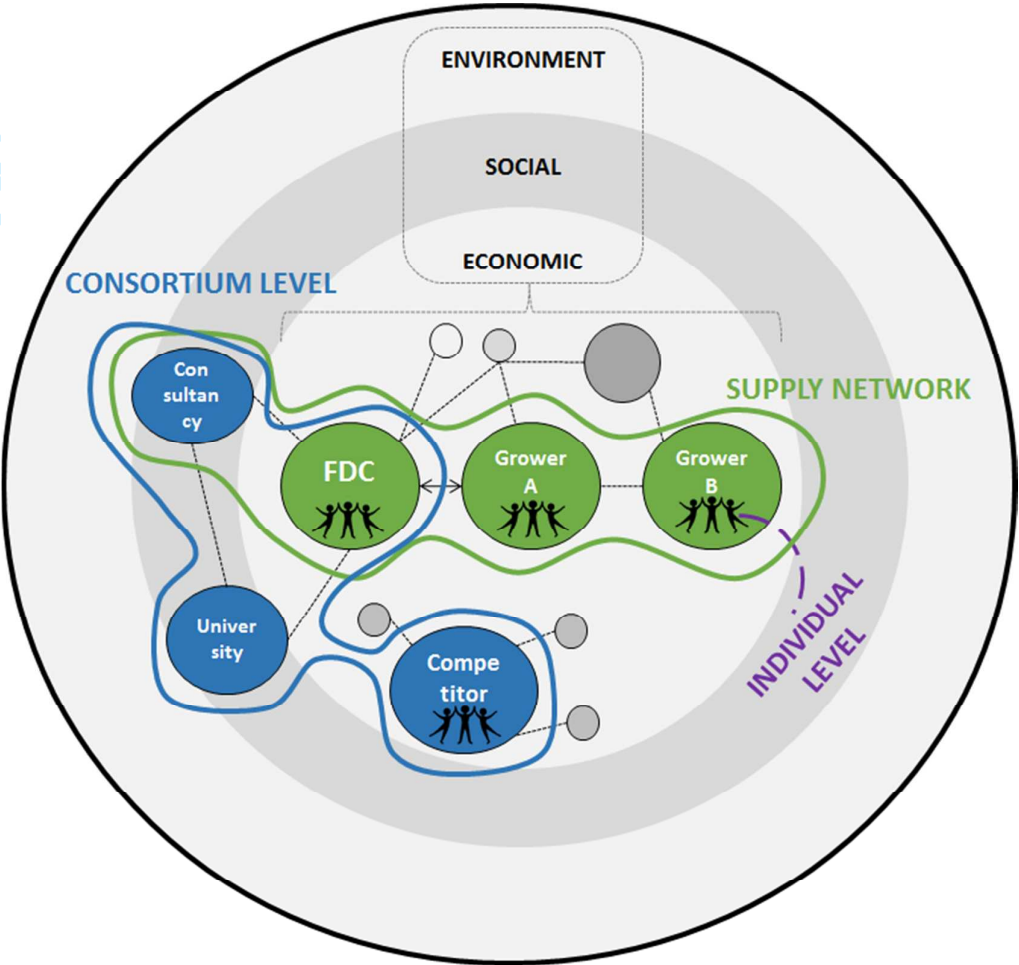 ENVIRONMENT
SOCIAL
ECONOMIC
CONSORTIUM LEVEL
Con
sultan
cy
SUPPLY NETWORK
FDC
Grower
A
Grower
B
Univer
sity
Compe
titor
INDIVIDUAL
LEVEL